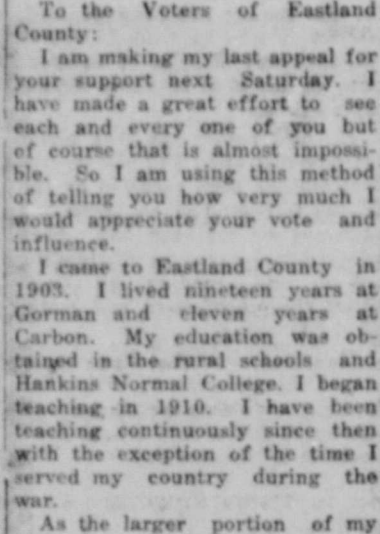 To the Voters of Eastland
County:
I am making my last appeal for
your support next Saturday. I
have made a great effort to see
each and every one of you but
of course that is almost impossi-
ble. So I am using this method
of telling you how very much I
would appreciate your vote and
influence.
I came to Eastland County in
1903. I lived nineteen years at
Gorman and eleven years at
Carbon. My education was ob-
tained in the rural schools and
Hankins Normal College. I began
teaching in 1910. I have been
teaching continuously since then
with the exception of the time I
served my country during the
war.
As the larger portion of my